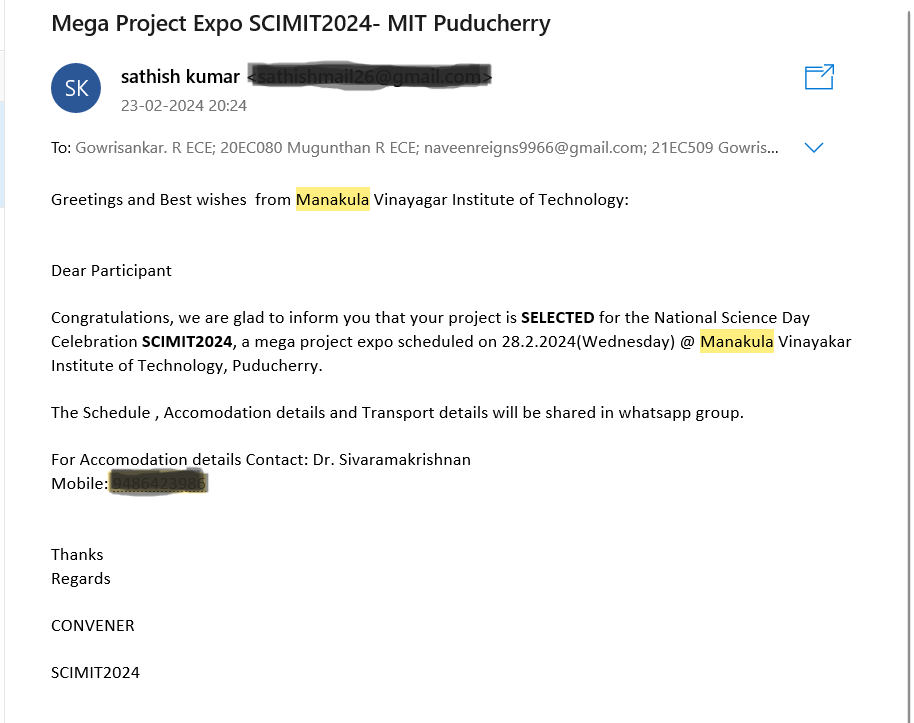 Mega Project Expo SCIMIT2024- MIT Puducherry
SK
sathish kumar
23-02-2024 20:24
To: Gowrisankar. R ECE; 20EC080 Mugunthan R ECE; naveenreigns9966@gmail.com; 21EC509 Gowris...
Greetings and Best wishes  from Manakula Vinayagar Institute of Technology:
Dear Participant
Congratulations, we are glad to inform you that your project is SELECTED for the National Science Day
Celebration SCIMIT2024, a mega project expo scheduled on 28.2.2024(Wednesday) @ Manakula Vinayakar
Institute of Technology, Puducherry.
The Schedule , Accomodation details and Transport details will be shared in whatsapp group.
For Accomodation details Contact: Dr. Sivaramakrishnan
Mobile:
Thanks
Regards
CONVENER
SCIMIT2024